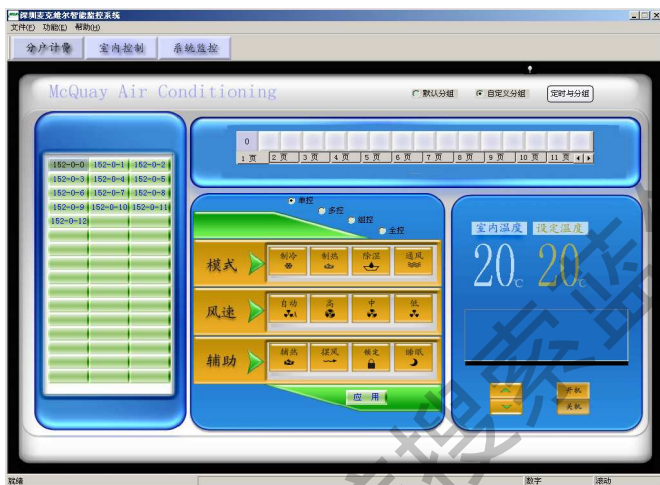 深圳麦克维尔智能监控系统
文件(F) 功能(E) 帮助(H)
分户计量 室内控制 系统监控
McQuay Air Conditioning
默认分组 自定义分组 定时与分组
0
1 页 2 页 3 页 4 页 5 页 6 页 7 页 8 页 9 页 10 页 11 页
152-0-0 152-0-1 152-0-2
152-0-3 152-0-4 152-0-5
152-0-6 152-0-7 152-0-8
152-0-9 152-0-10 152-0-11
152-0-12
单控
多控
组控
全控
模式 制冷 制热 除湿 通风
风速 自动 高 中 低
辅助 辅热 摆风 锁定 睡眠
应 用
室内温度 设定温度
20℃ 20℃
开机
关机
就绪 数字 滚动
搜索蓝